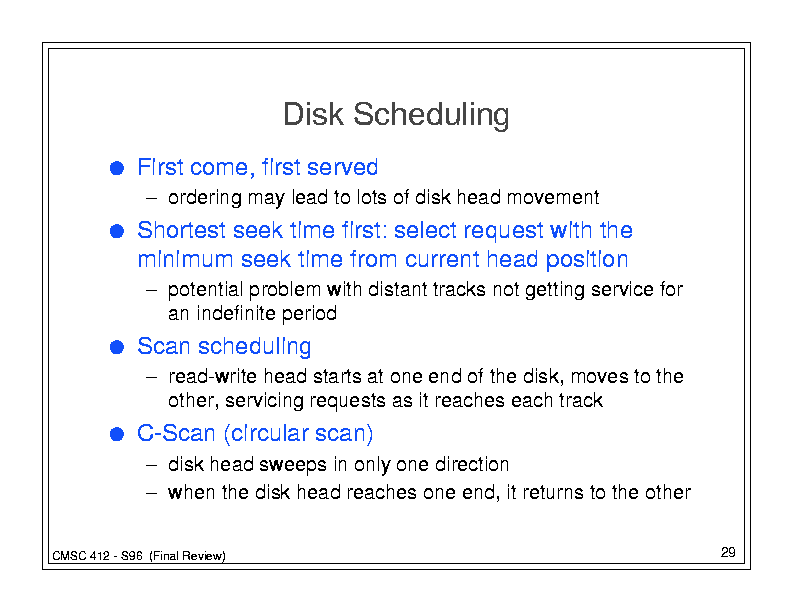 Disk Scheduling
● First come, first served
– ordering may lead to lots of disk head movement
● Shortest seek time first: select request with the
minimum seek time from current head position
– potential problem with distant tracks not getting service for
an indefinite period
● Scan scheduling
– read-write head starts at one end of the disk, moves to the
other, servicing requests as it reaches each track
● C-Scan (circular scan)
– disk head sweeps in only one direction
– when the disk head reaches one end, it returns to the other
CMSC 412 - S96 (Final Review)
29